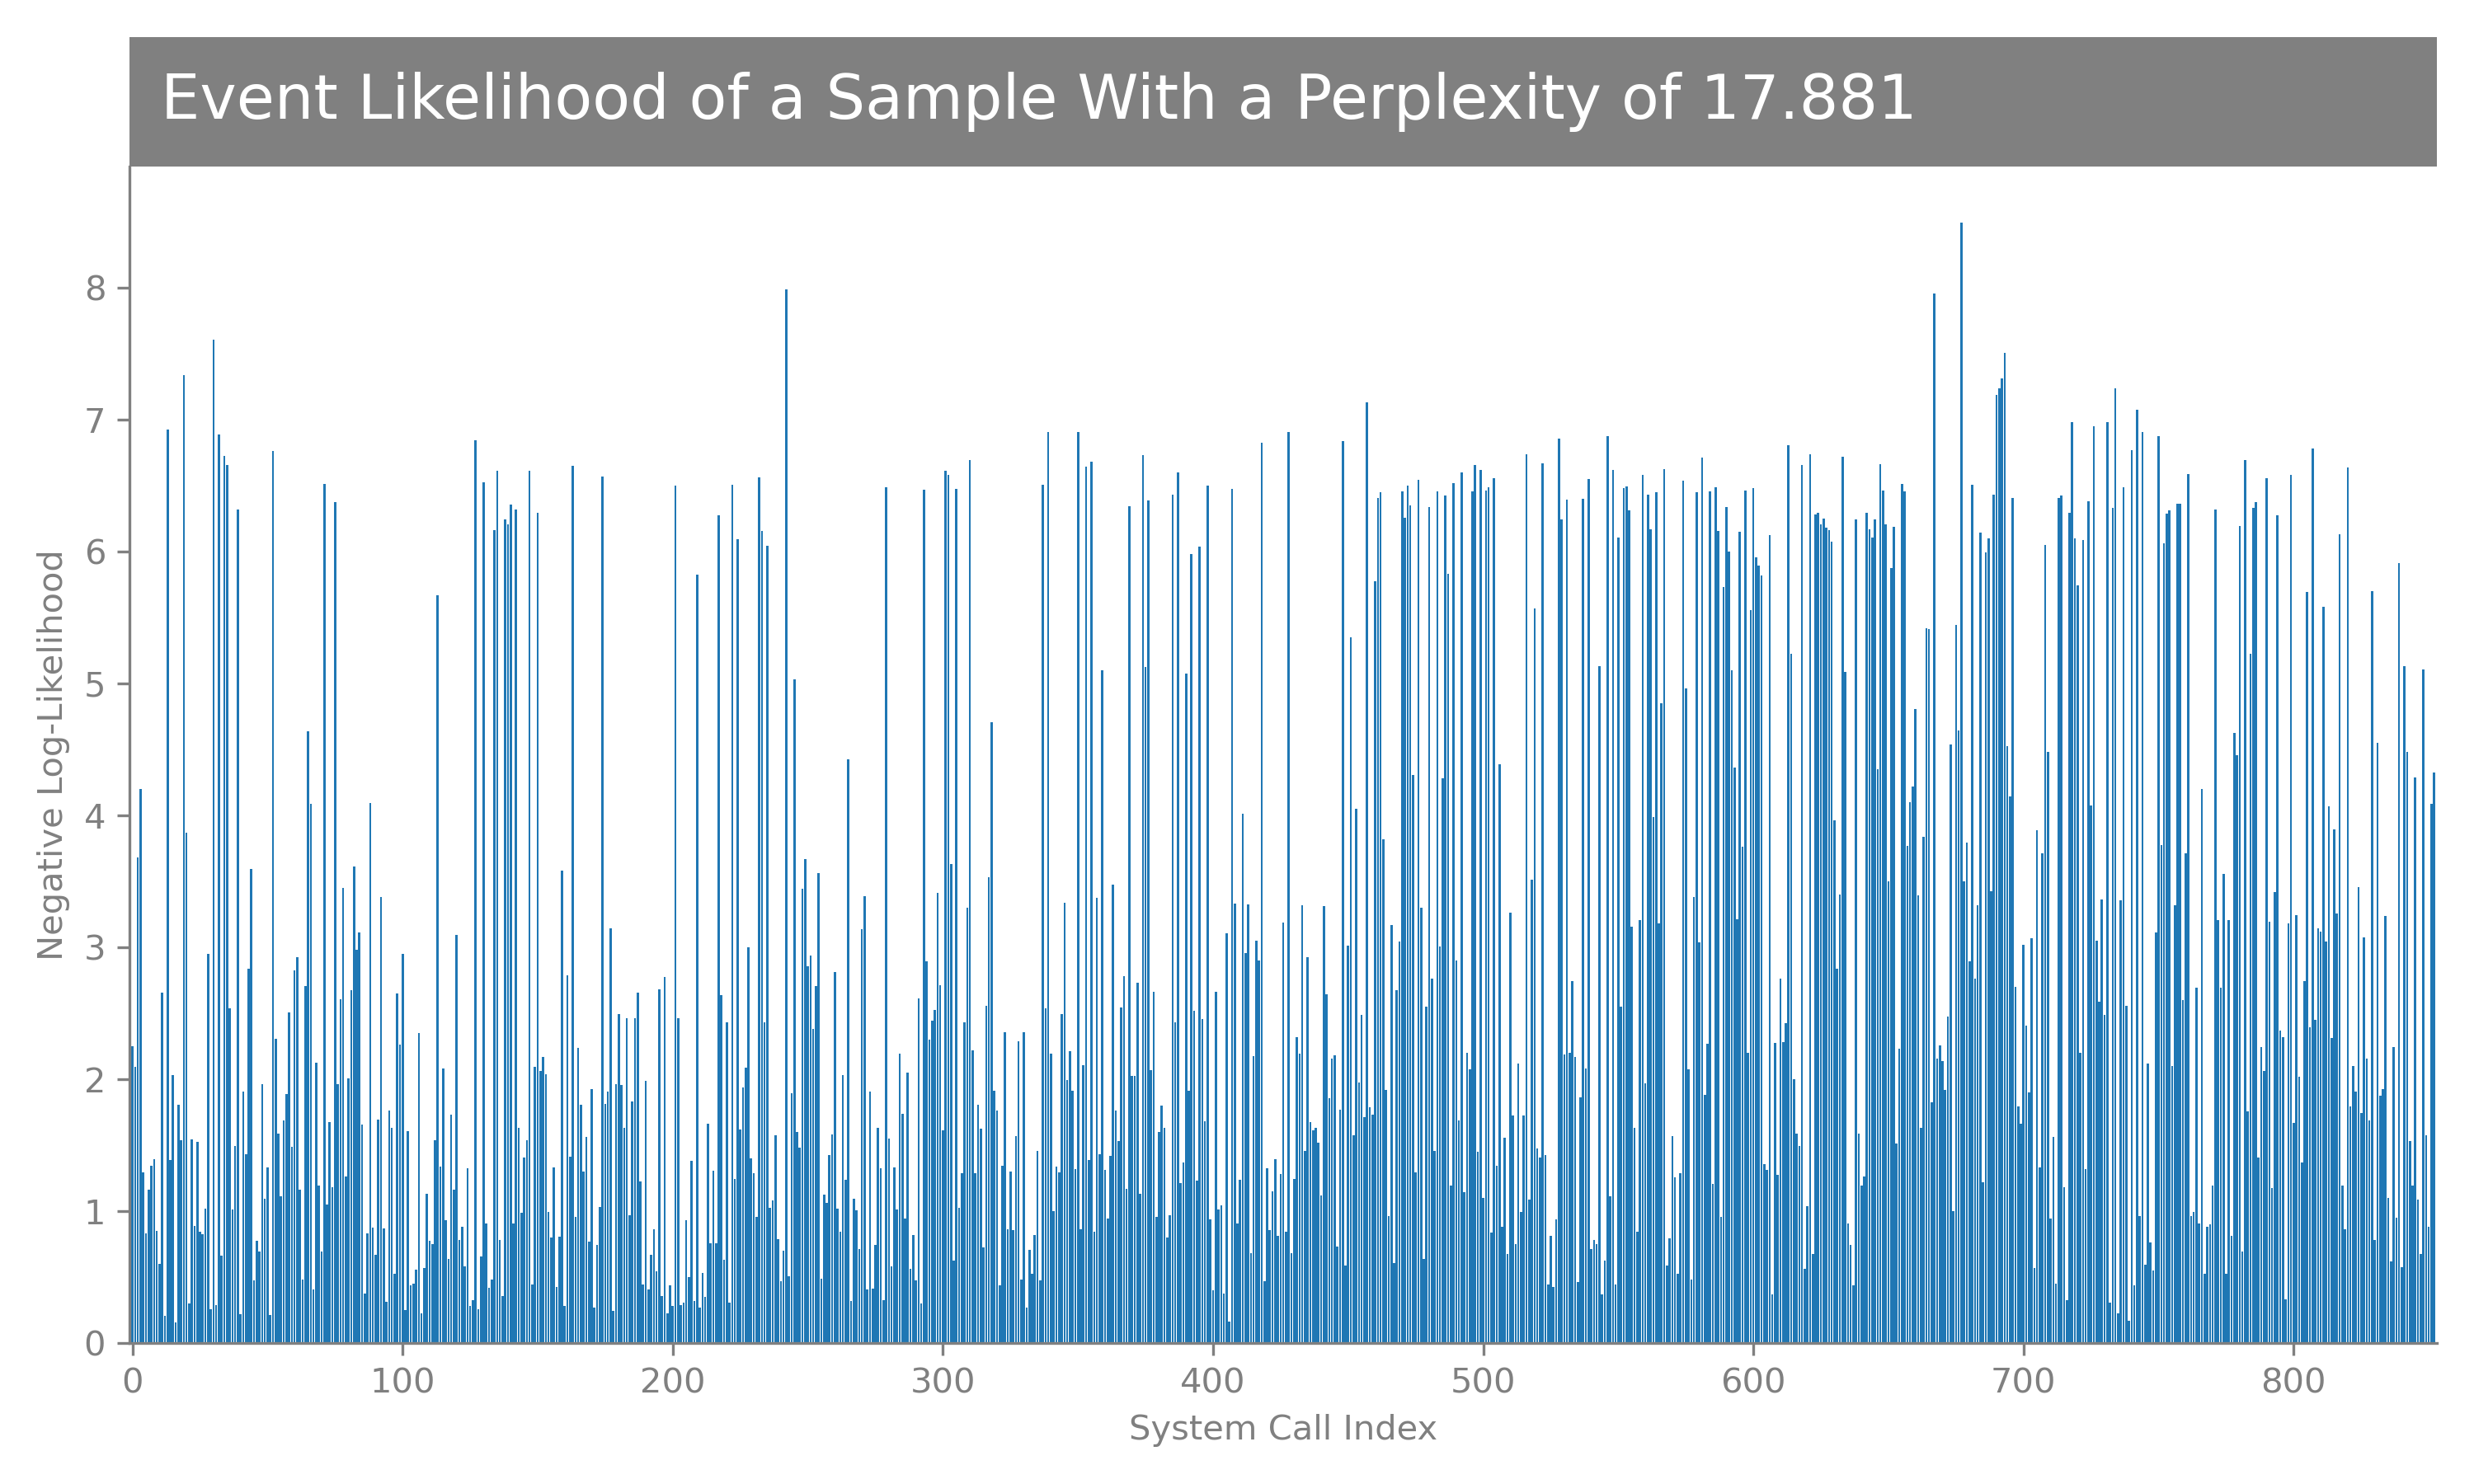 Event Likelihood of a Sample With a Perplexity of 17.881
8
7
6
5
4
3
2
1
0
Negative Log-Likelihood
0 100 200 300 400 500 600 700 800
System Call Index